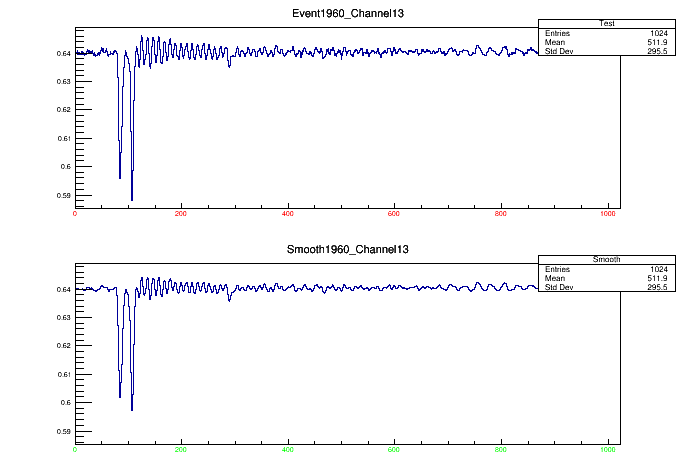 Event1960_Channel13
Test
Entries 1024
Mean 511.9
Std Dev 295.5
0.64
0.63
0.62
0.61
0.6
0.59
0 200 400 600 800 1000
Smooth1960_Channel13
Smooth
Entries 1024
Mean 511.9
Std Dev 295.5
0.64
0.63
0.62
0.61
0.6
0.59
0 200 400 600 800 1000